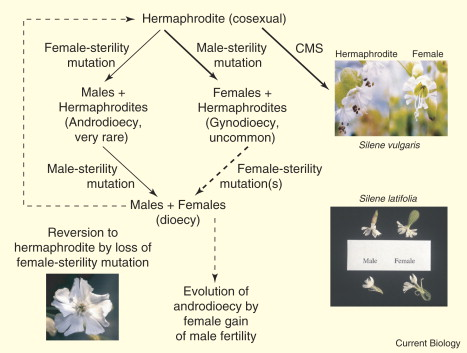 Hermaphrodite (cosexual)
Female-sterility
mutation
Male-sterility
mutation
CMS
Hermaphrodite
Female
Silene vulgaris
Males +
Hermaphrodites
(Androdioecy,
very rare)
Females +
Hermaphrodites
(Gynodioecy,
uncommon)
Male-sterility
mutation
Female-sterility
mutation(s)
Males + Females
(dioecy)
Silene latifolia
Male
Female
Reversion to
hermaphrodite by loss of
female-sterility mutation
Evolution of
androdioecy by
female gain
of male fertility
Current Biology